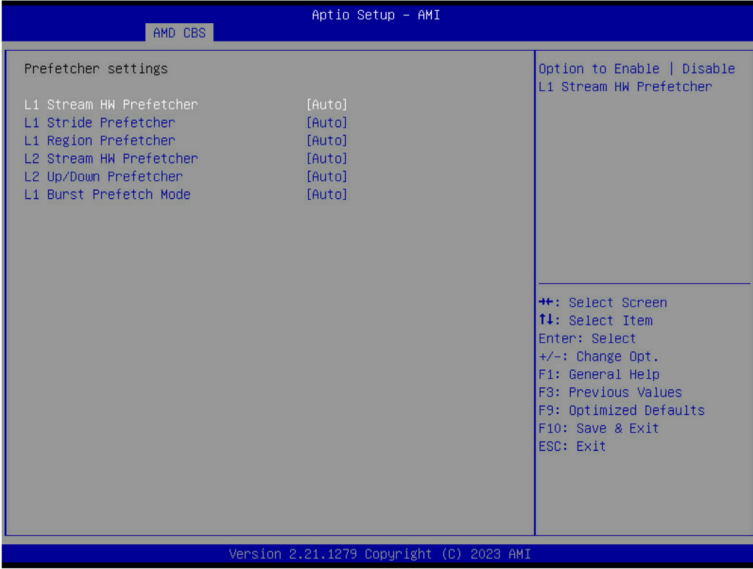 Aptio Setup – AMI
AMD CBS
Prefetcher settings
L1 Stream HW Prefetcher [Auto]
L1 Stride Prefetcher [Auto]
L1 Region Prefetcher [Auto]
L2 Stream HW Prefetcher [Auto]
L2 Up/Down Prefetcher [Auto]
L1 Burst Prefetch Mode [Auto]
Option to Enable | Disable
L1 Stream HW Prefetcher
→←: Select Screen
↑↓: Select Item
Enter: Select
+/-: Change Opt.
F1: General Help
F3: Previous Values
F9: Optimized Defaults
F10: Save & Exit
ESC: Exit
Version 2.21.1279 Copyright (C) 2023 AMI